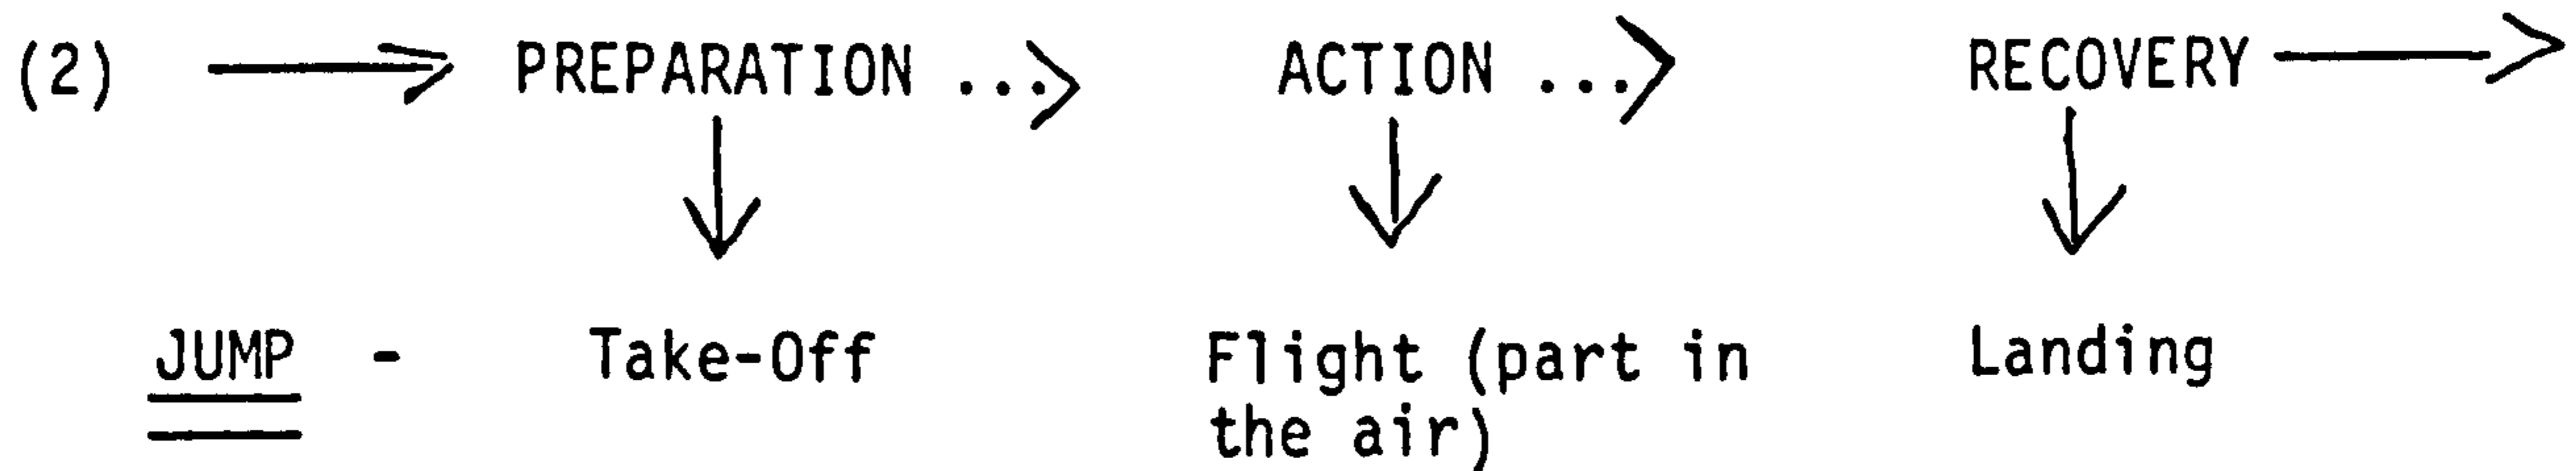 (2) PREPARATION ... ACTION ... RECOVERY
JUMP - Take-Off Flight (part in Landing
the air)